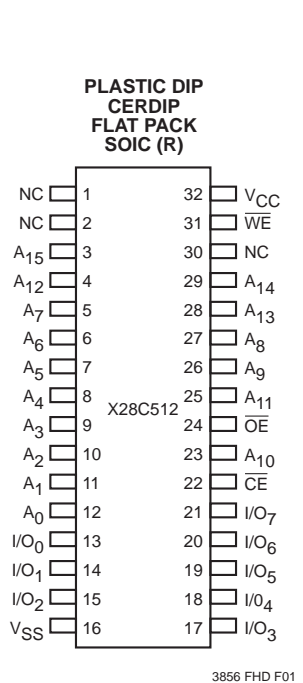 PLASTIC DIP
CERDIP
FLAT PACK
SOIC (R)
NC 1 32 VCC
NC 2 31 WE
A15 3 30 NC
A12 4 29 A14
A7 5 28 A13
A6 6 27 A8
A5 7 26 A9
A4 8 25 A11
X28C512
A3 9 24 OE
A2 10 23 A10
A1 11 22 CE
A0 12 21 I/O7
I/O0 13 20 I/O6
I/O1 14 19 I/O5
I/O2 15 18 I/04
VSS 16 17 I/O3
3856 FHD F01